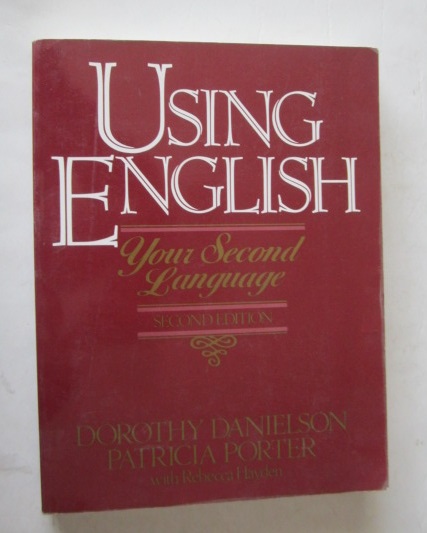 USING
ENGLISH
Your Second
Language
SECOND EDITION
DOROTHY DANIELSON
PATRICIA PORTER
with Rebecca Hayden